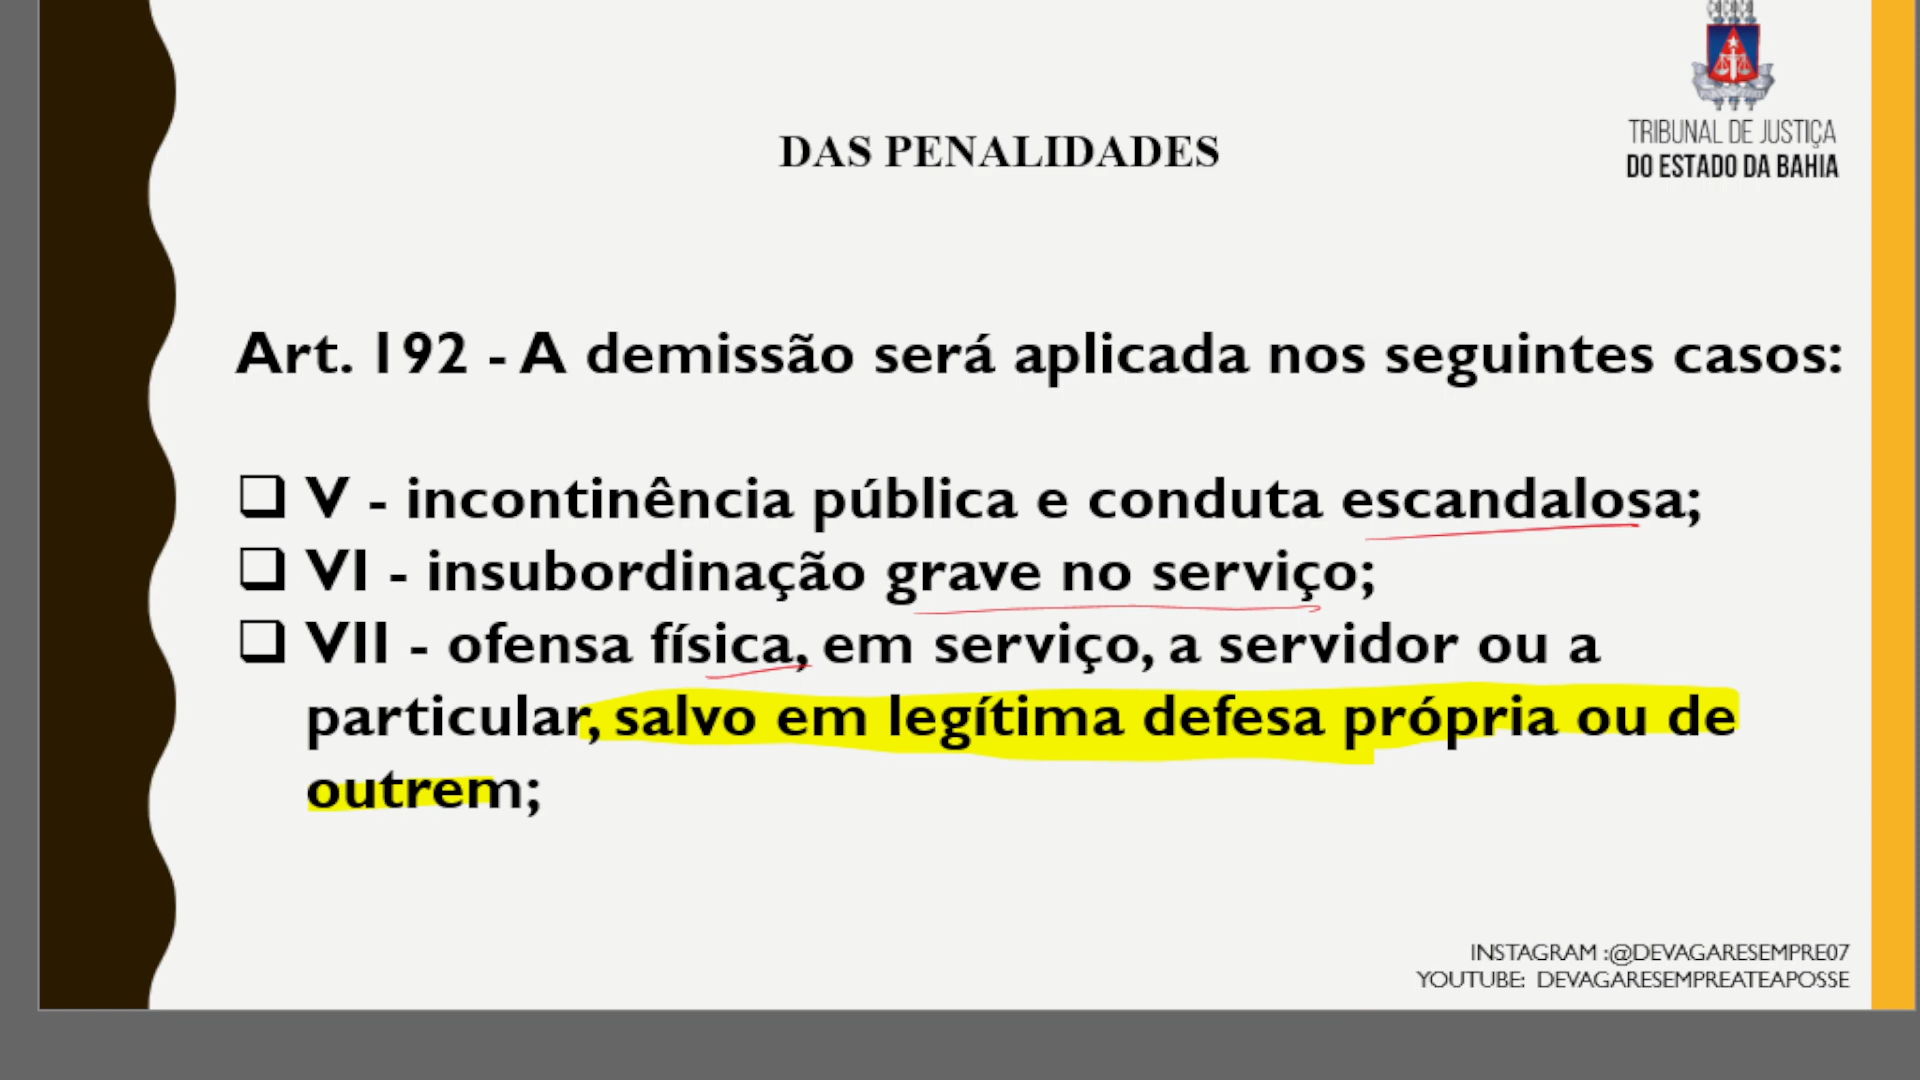 TRIBUNAL DE JUSTIÇA
DO ESTADO DA BAHIA
DAS PENALIDADES
Art. 192 - A demissão será aplicada nos seguintes casos:
V - incontinência pública e conduta escandalosa;
VI - insubordinação grave no serviço;
VII - ofensa física, em serviço, a servidor ou a
particular, salvo em legítima defesa própria ou de
outrem;
INSTAGRAM :@DEVAGARESEMPRE07
YOUTUBE: DEVAGARESEMPREATEAPOSSE